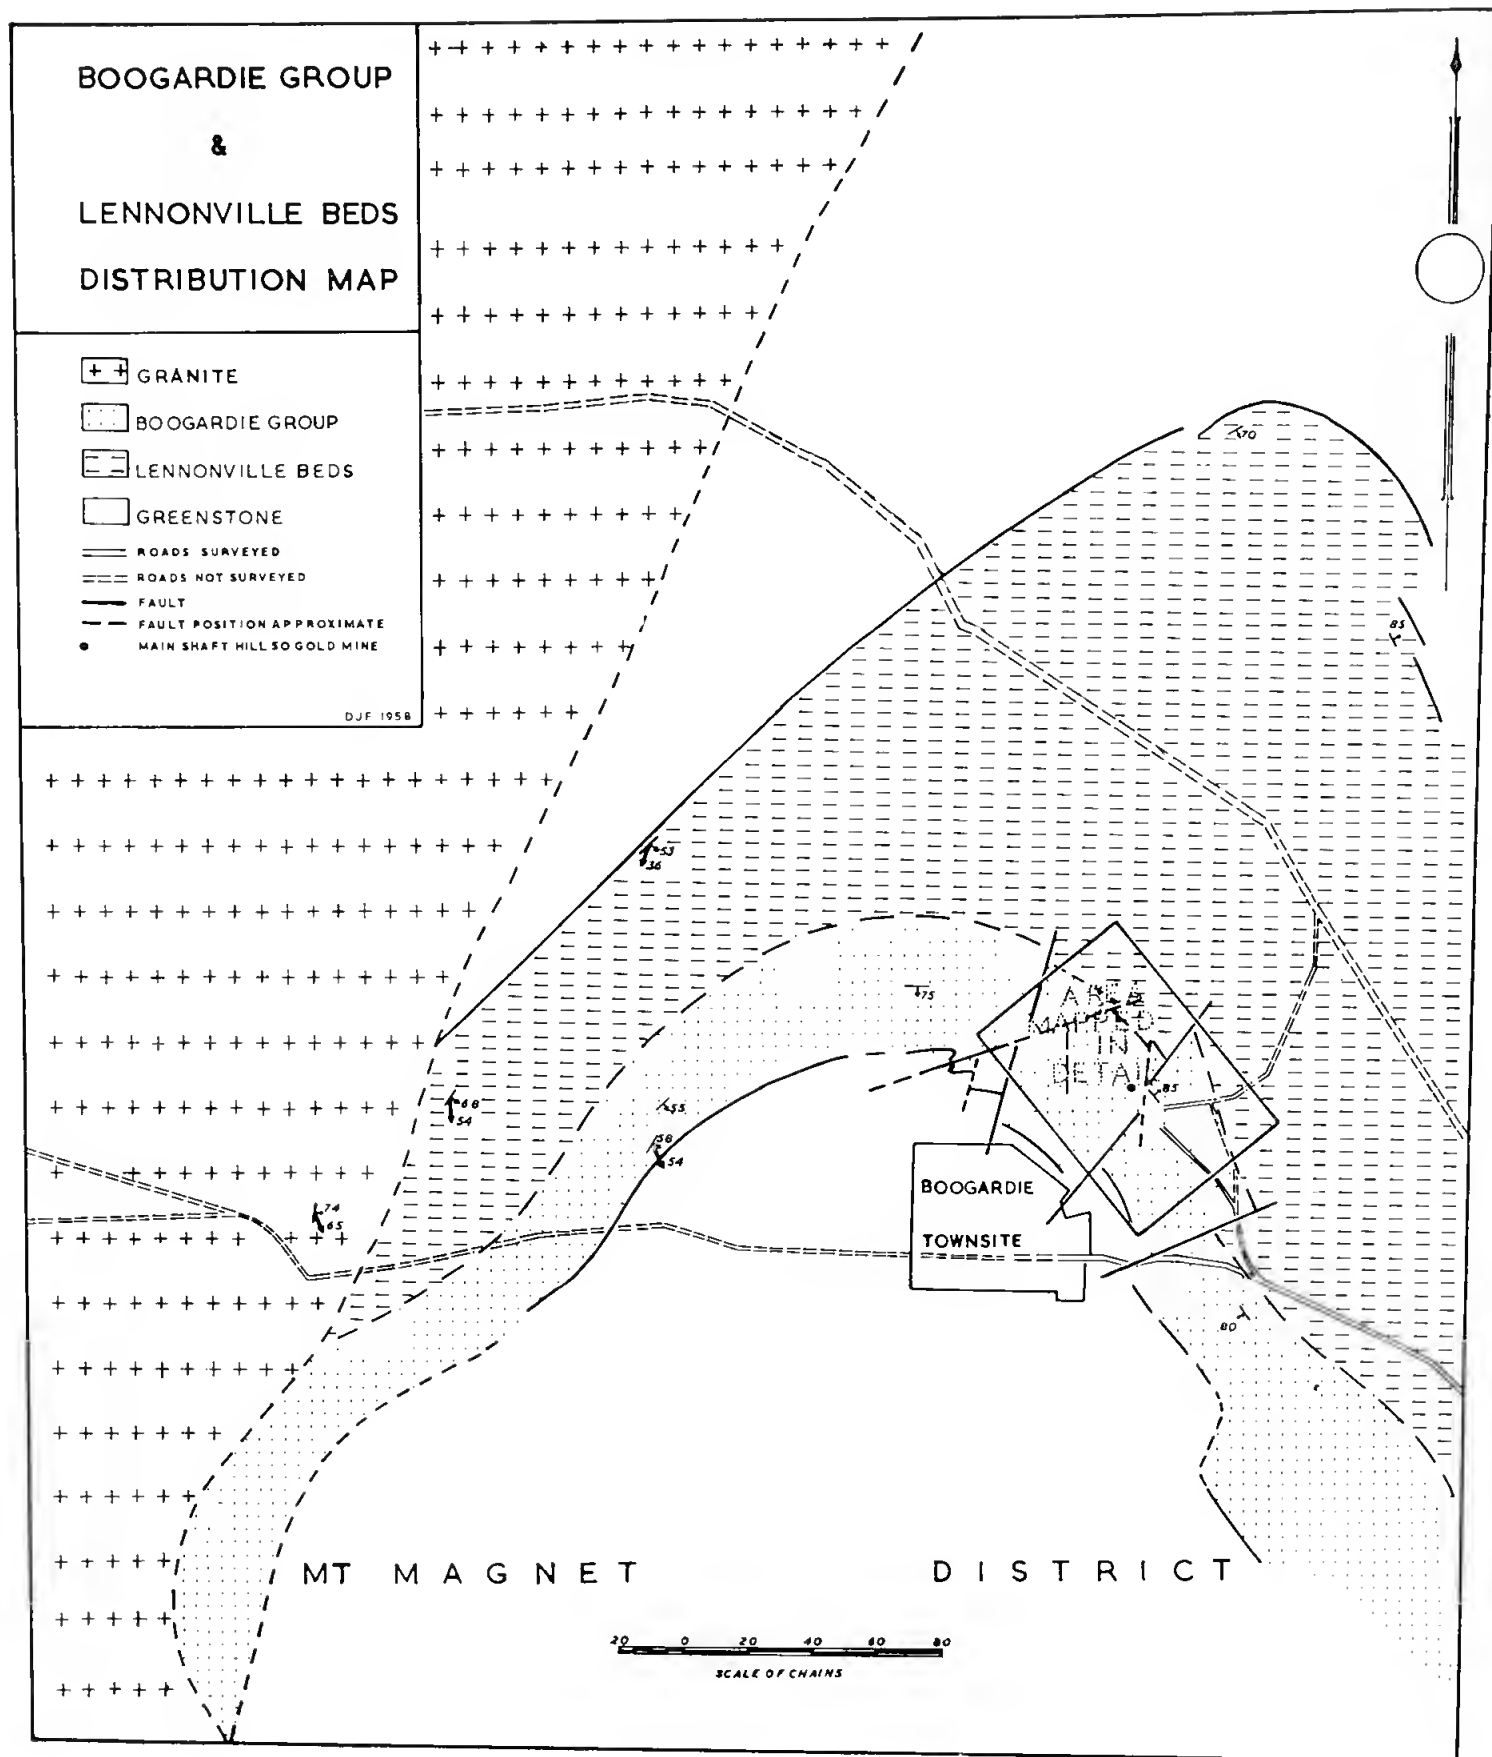 BOOGARDIE GROUP
&
LENNONVILLE BEDS
DISTRIBUTION MAP
GRANITE
BOOGARDIE GROUP
LENNONVILLE BEDS
GREENSTONE
ROADS SURVEYED
ROADS NOT SURVEYED
FAULT
FAULT POSITION APPROXIMATE
MAIN SHAFT HILL 50 GOLD MINE
DJF 1958
70
85
53
36
75
AREA
MAPPED
IN
DETAIL
85
68
54
55
58
54
74
65
BOOGARDIE
TOWNSITE
80
MT MAGNET DISTRICT
20 0 20 40 60 80
SCALE OF CHAINS